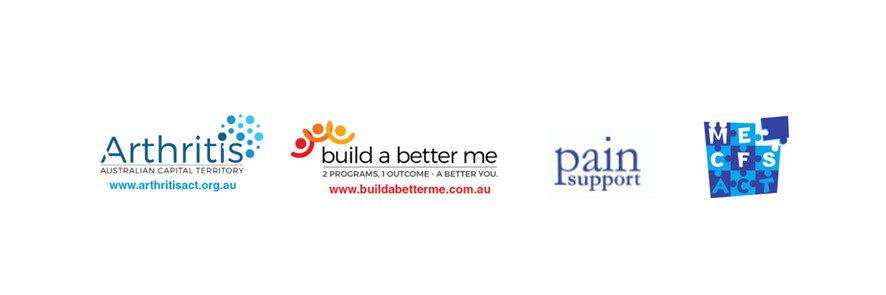 Arthritis
AUSTRALIAN CAPITAL TERRITORY
www.arthritisact.org.au
build a better me
2 PROGRAMS, 1 OUTCOME - A BETTER YOU.
www.buildabetterme.com.au
pain
support
ME
CFS
ACT